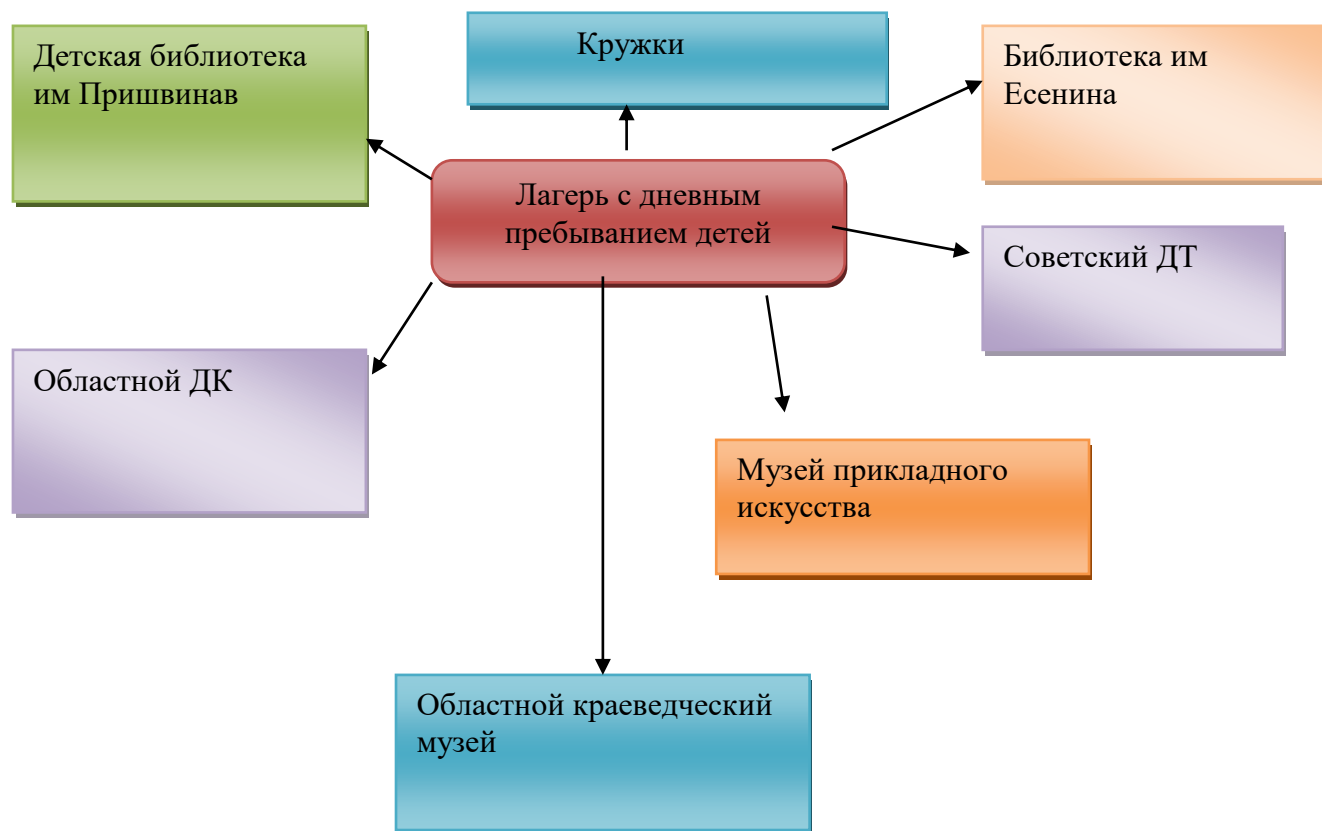 Кружки
Детская библиотека
им Пришвинав
Библиотека им
Есенина
Лагерь с дневным
пребыванием детей
Советский ДТ
Областной ДК
Музей прикладного
искусства
Областной краеведческий
музей